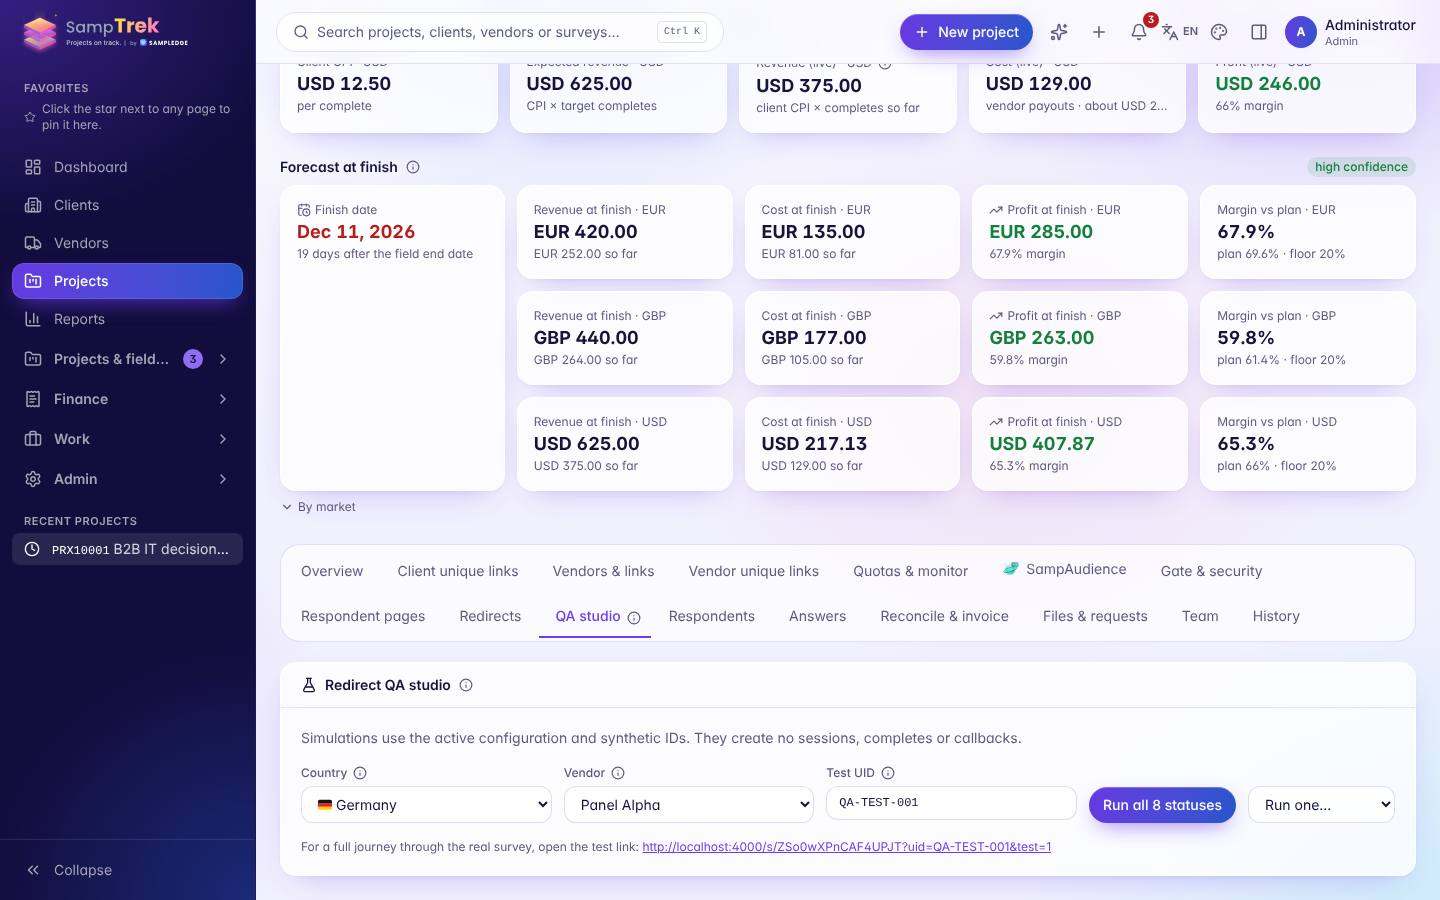 SampTrek
Projects on track. | by SAMPLEDGE
Search projects, clients, vendors or surveys...
Ctrl K
New project
3
EN
A
Administrator
Admin
FAVORITES
Click the star next to any page to
pin it here.
Dashboard
Clients
Vendors
Projects
Reports
Projects & field... 3
Finance
Work
Admin
RECENT PROJECTS
PRX10001 B2B IT decision...
Collapse
USD 12.50
per complete
USD 625.00
CPI × target completes
USD 375.00
client CPI × completes so far
USD 129.00
vendor payouts · about USD 2...
USD 246.00
66% margin
Forecast at finish
high confidence
Finish date
Dec 11, 2026
19 days after the field end date
Revenue at finish · EUR
EUR 420.00
EUR 252.00 so far
Cost at finish · EUR
EUR 135.00
EUR 81.00 so far
Profit at finish · EUR
EUR 285.00
67.9% margin
Margin vs plan · EUR
67.9%
plan 69.6% · floor 20%
Revenue at finish · GBP
GBP 440.00
GBP 264.00 so far
Cost at finish · GBP
GBP 177.00
GBP 105.00 so far
Profit at finish · GBP
GBP 263.00
59.8% margin
Margin vs plan · GBP
59.8%
plan 61.4% · floor 20%
Revenue at finish · USD
USD 625.00
USD 375.00 so far
Cost at finish · USD
USD 217.13
USD 129.00 so far
Profit at finish · USD
USD 407.87
65.3% margin
Margin vs plan · USD
65.3%
plan 66% · floor 20%
By market
Overview Client unique links Vendors & links Vendor unique links Quotas & monitor SampAudience Gate & security
Respondent pages Redirects QA studio Respondents Answers Reconcile & invoice Files & requests Team History
Redirect QA studio
Simulations use the active configuration and synthetic IDs. They create no sessions, completes or callbacks.
Country
Germany
Vendor
Panel Alpha
Test UID
QA-TEST-001
Run all 8 statuses
Run one...
For a full journey through the real survey, open the test link: http://localhost:4000/s/ZSo0wXPnCAF4UPJT?uid=QA-TEST-001&test=1